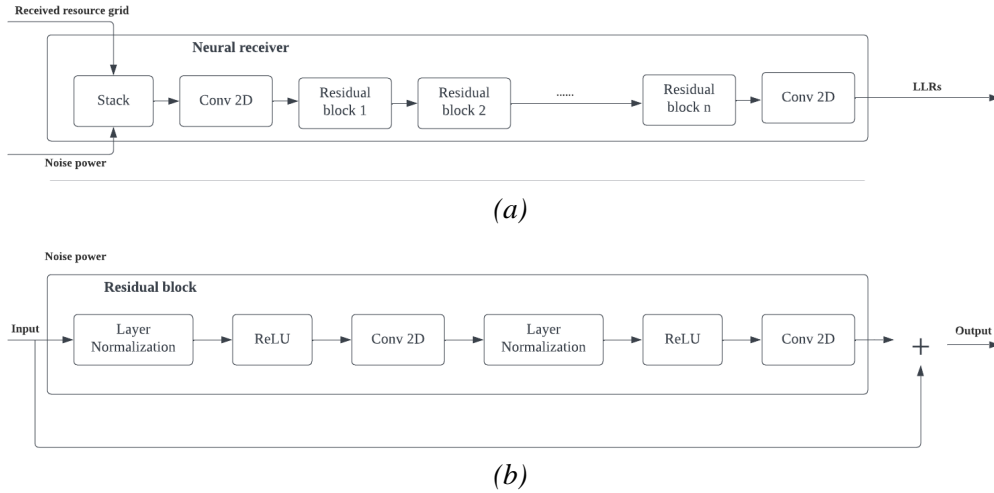 Received resource grid
Neural receiver
Stack
Conv 2D
Residual
block 1
Residual
block 2
......
Residual
block n
Conv 2D
LLRs
Noise power
(a)
Noise power
Residual block
Input
Layer
Normalization
ReLU
Conv 2D
Layer
Normalization
ReLU
Conv 2D
+
Output
(b)